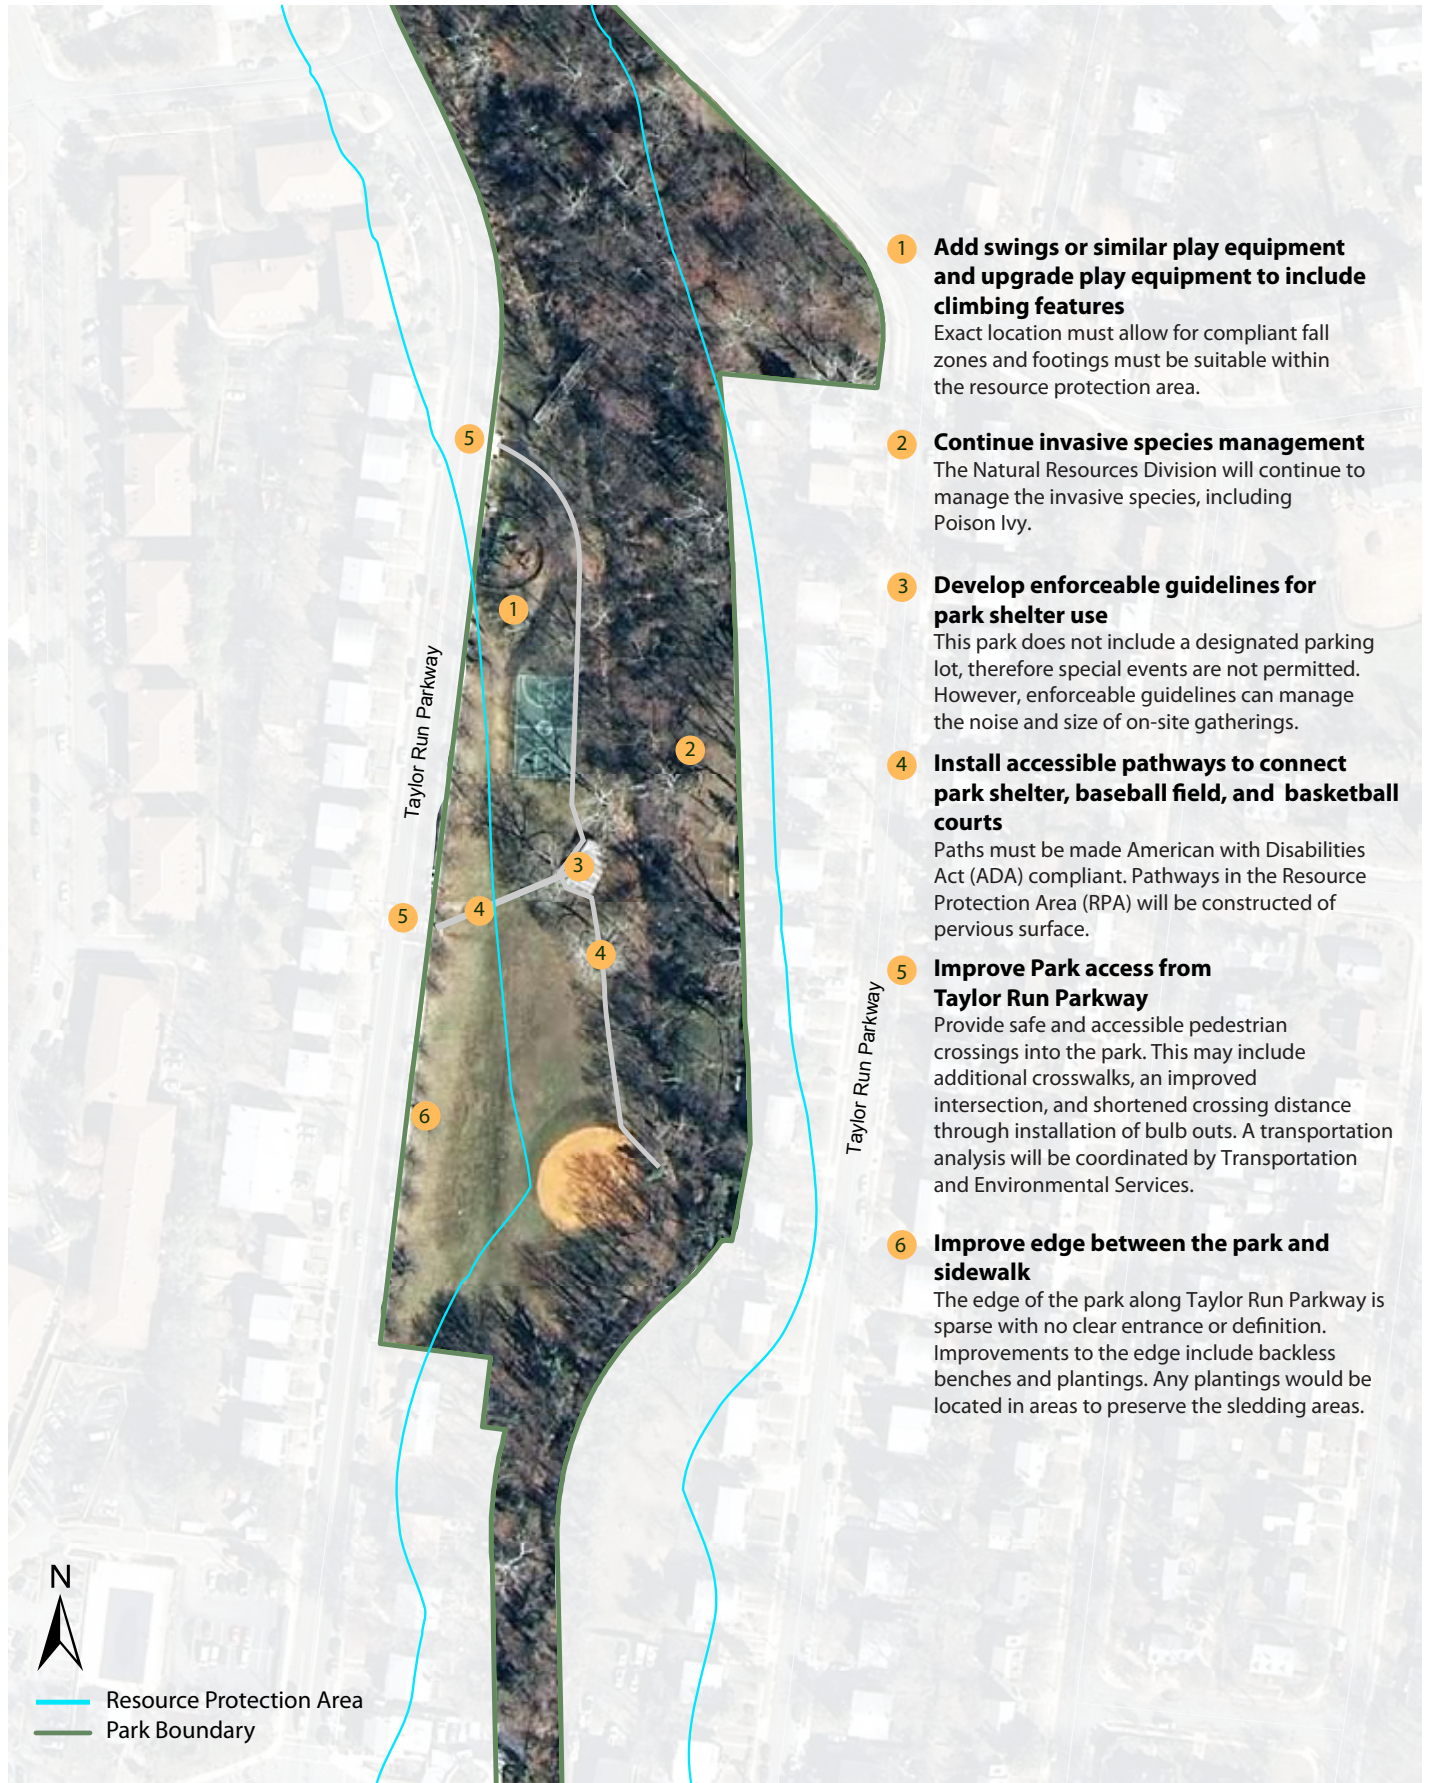 1
Add swings or similar play equipment
and upgrade play equipment to include
climbing features
Exact location must allow for compliant fall
zones and footings must be suitable within
the resource protection area.
2
Continue invasive species management
The Natural Resources Division will continue to
manage the invasive species, including
Poison Ivy.
3
Develop enforceable guidelines for
park shelter use
This park does not include a designated parking
lot, therefore special events are not permitted.
However, enforceable guidelines can manage
the noise and size of on-site gatherings.
4
Install accessible pathways to connect
park shelter, baseball field, and basketball
courts
Paths must be made American with Disabilities
Act (ADA) compliant. Pathways in the Resource
Protection Area (RPA) will be constructed of
pervious surface.
5
Improve Park access from
Taylor Run Parkway
Provide safe and accessible pedestrian
crossings into the park. This may include
additional crosswalks, an improved
intersection, and shortened crossing distance
through installation of bulb outs. A transportation
analysis will be coordinated by Transportation
and Environmental Services.
6
Improve edge between the park and
sidewalk
The edge of the park along Taylor Run Parkway is
sparse with no clear entrance or definition.
Improvements to the edge include backless
benches and plantings. Any plantings would be
located in areas to preserve the sledding areas.
5
1
Taylor Run Parkway
2
3
4
5
4
Taylor Run Parkway
6
N
Resource Protection Area
Park Boundary